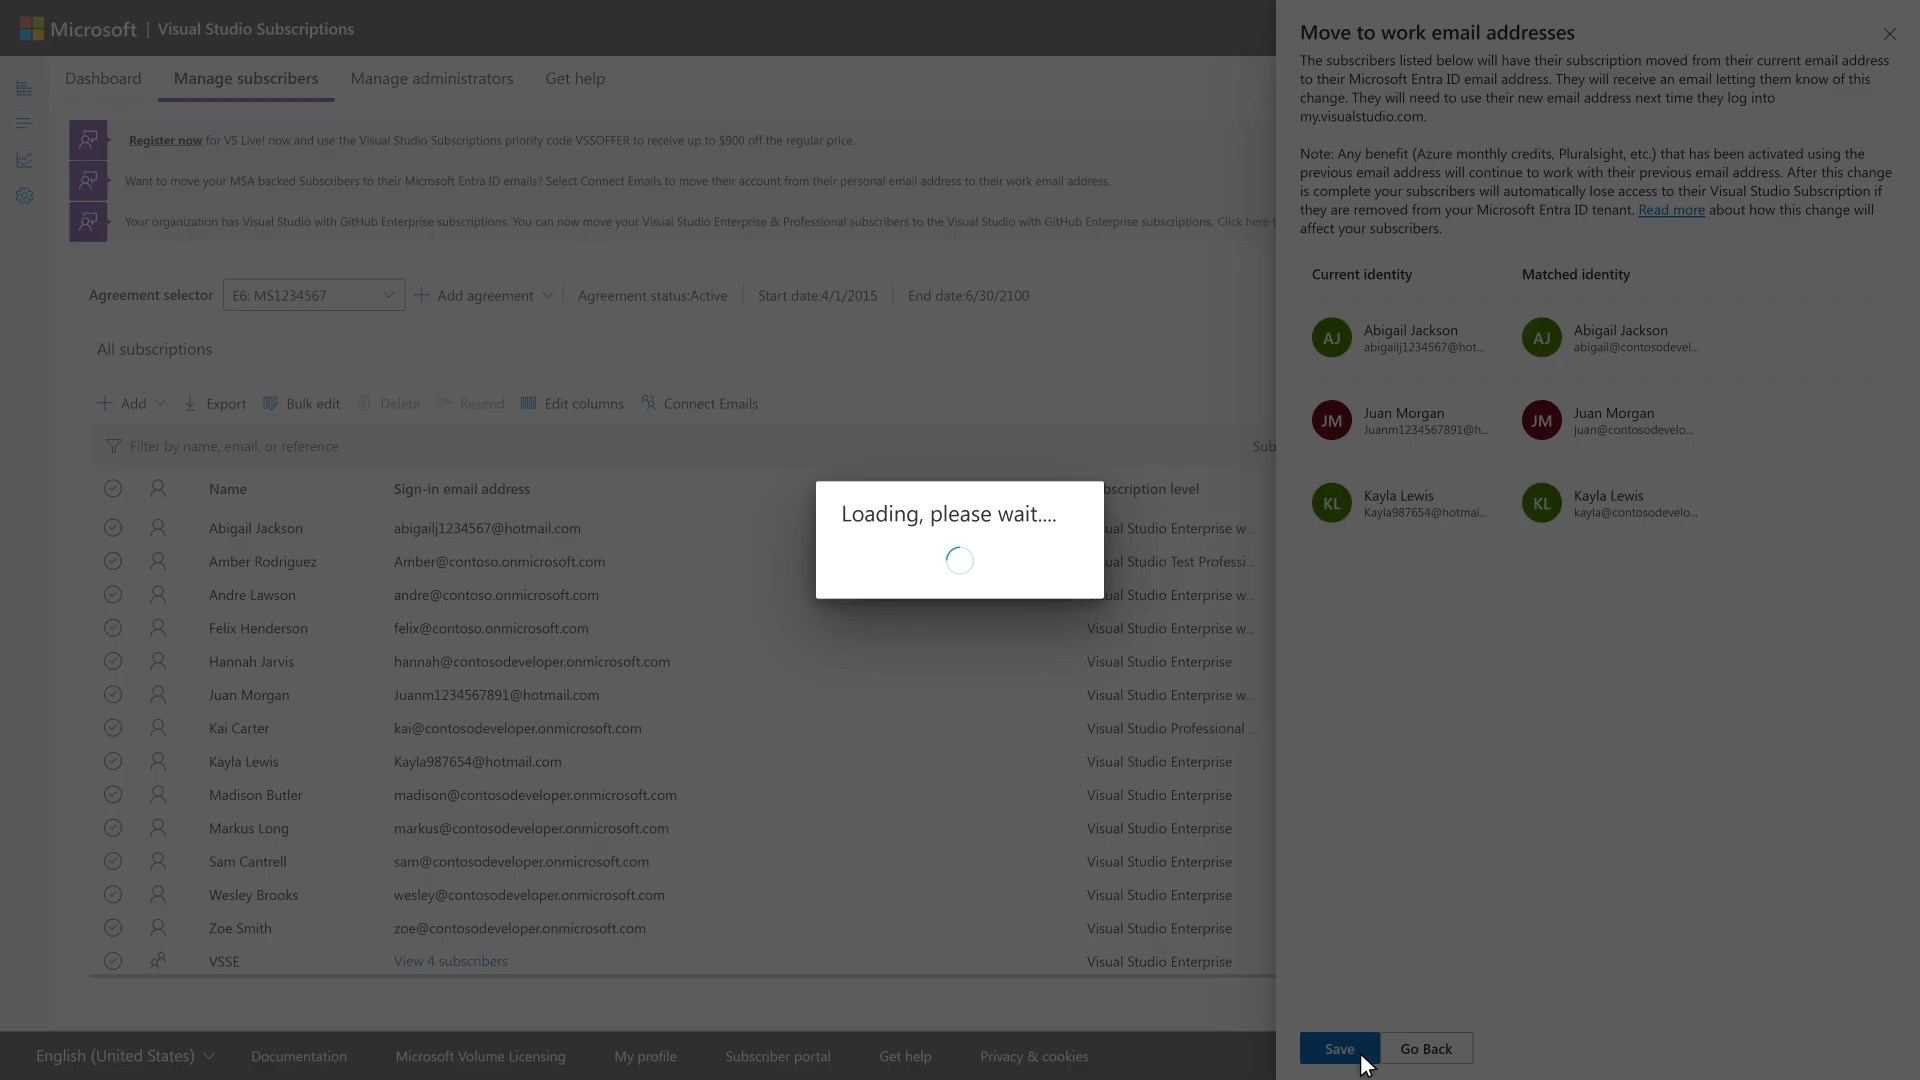 Microsoft | Visual Studio Subscriptions
Dashboard Manage subscribers Manage administrators Get help
Register now for VS Live! now and use the Visual Studio Subscriptions priority code VSSOFFER to receive up to $900 off the regular price.
Want to move your MSA backed Subscribers to their Microsoft Entra ID emails? Select Connect Emails to move their account from their personal email address to their work email address.
Your organization has Visual Studio with GitHub Enterprise subscriptions. You can now move your Visual Studio Enterprise & Professional subscribers to the Visual Studio with GitHub Enterprise subscriptions. Click here t
Agreement selector E6: MS1234567 Add agreement Agreement status:Active Start date:4/1/2015 End date:6/30/2100
All subscriptions
Add Export Bulk edit Delete Resend Edit columns Connect Emails
Filter by name, email, or reference Sub
Name Sign-in email address bscription level
Abigail Jackson abigailj1234567@hotmail.com ual Studio Enterprise w...
Amber Rodriguez Amber@contoso.onmicrosoft.com ual Studio Test Professi...
Andre Lawson andre@contoso.onmicrosoft.com ual Studio Enterprise w...
Felix Henderson felix@contoso.onmicrosoft.com Visual Studio Enterprise w...
Hannah Jarvis hannah@contosodeveloper.onmicrosoft.com Visual Studio Enterprise
Juan Morgan Juanm1234567891@hotmail.com Visual Studio Enterprise w...
Kai Carter kai@contosodeveloper.onmicrosoft.com Visual Studio Professional ...
Kayla Lewis Kayla987654@hotmail.com Visual Studio Enterprise
Madison Butler madison@contosodeveloper.onmicrosoft.com Visual Studio Enterprise
Markus Long markus@contosodeveloper.onmicrosoft.com Visual Studio Enterprise
Sam Cantrell sam@contosodeveloper.onmicrosoft.com Visual Studio Enterprise
Wesley Brooks wesley@contosodeveloper.onmicrosoft.com Visual Studio Enterprise
Zoe Smith zoe@contosodeveloper.onmicrosoft.com Visual Studio Enterprise
VSSE View 4 subscribers Visual Studio Enterprise
Loading, please wait....
Move to work email addresses
The subscribers listed below will have their subscription moved from their current email address
to their Microsoft Entra ID email address. They will receive an email letting them know of this
change. They will need to use their new email address next time they log into
my.visualstudio.com.
Note: Any benefit (Azure monthly credits, Pluralsight, etc.) that has been activated using the
previous email address will continue to work with their previous email address. After this change
is complete your subscribers will automatically lose access to their Visual Studio Subscription if
they are removed from your Microsoft Entra ID tenant. Read more about how this change will
affect your subscribers.
Current identity Matched identity
AJ Abigail Jackson AJ Abigail Jackson
abigailj1234567@hot... abigail@contosodevel...
JM Juan Morgan JM Juan Morgan
Juanm1234567891@h... juan@contosodevelo...
KL Kayla Lewis KL Kayla Lewis
Kayla987654@hotmai... kayla@contosodevelo...
Save Go Back
English (United States) Documentation Microsoft Volume Licensing My profile Subscriber portal Get help Privacy & cookies